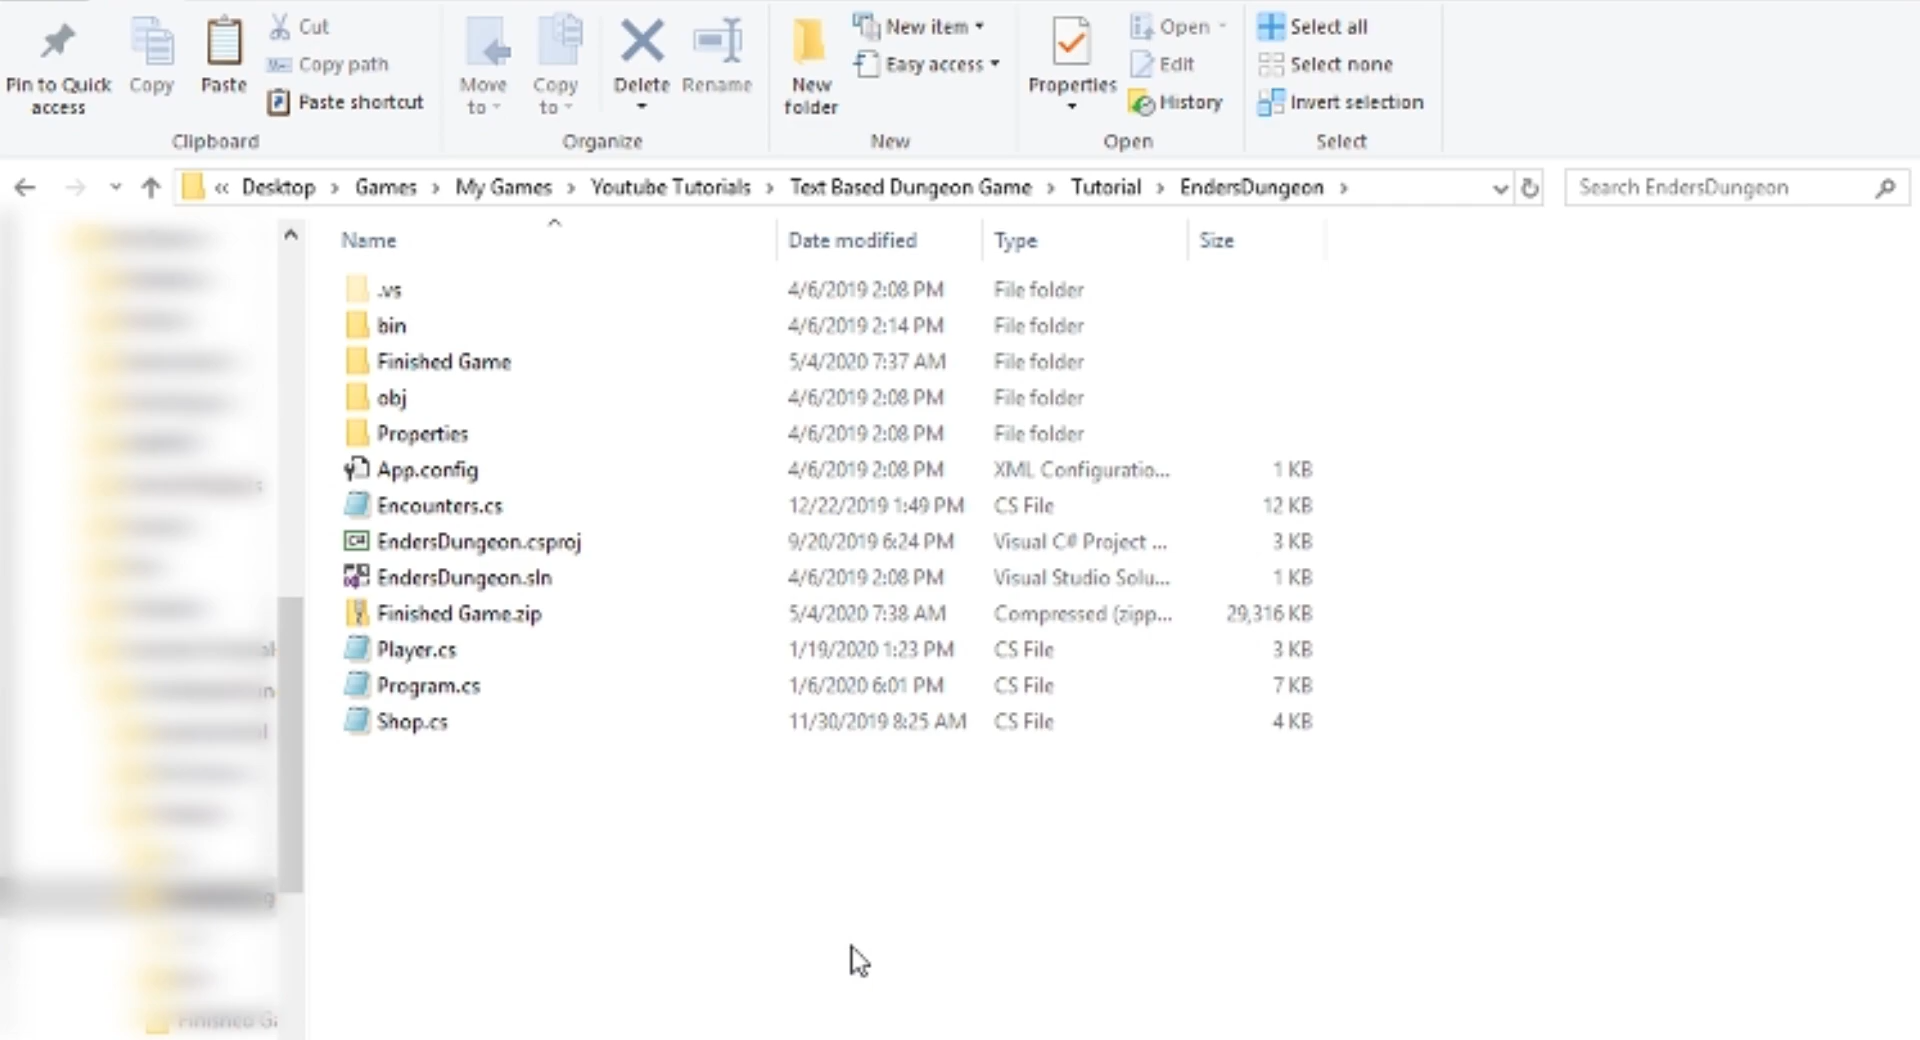 Pin to Quick access
Copy
Paste
Cut
Copy path
Paste shortcut
Clipboard
Move to
Copy to
Delete
Rename
Organize
New folder
New item
Easy access
New
Properties
Open
Edit
History
Open
Select all
Select none
Invert selection
Select
« Desktop › Games › My Games › Youtube Tutorials › Text Based Dungeon Game › Tutorial › EndersDungeon ›
Search EndersDungeon
Name Date modified Type Size
.vs 4/6/2019 2:08 PM File folder
bin 4/6/2019 2:14 PM File folder
Finished Game 5/4/2020 7:37 AM File folder
obj 4/6/2019 2:08 PM File folder
Properties 4/6/2019 2:08 PM File folder
App.config 4/6/2019 2:08 PM XML Configuratio... 1 KB
Encounters.cs 12/22/2019 1:49 PM CS File 12 KB
EndersDungeon.csproj 9/20/2019 6:24 PM Visual C# Project ... 3 KB
EndersDungeon.sln 4/6/2019 2:08 PM Visual Studio Solu... 1 KB
Finished Game.zip 5/4/2020 7:38 AM Compressed (zipp... 29,316 KB
Player.cs 1/19/2020 1:23 PM CS File 3 KB
Program.cs 1/6/2020 6:01 PM CS File 7 KB
Shop.cs 11/30/2019 8:25 AM CS File 4 KB
Finished Ga